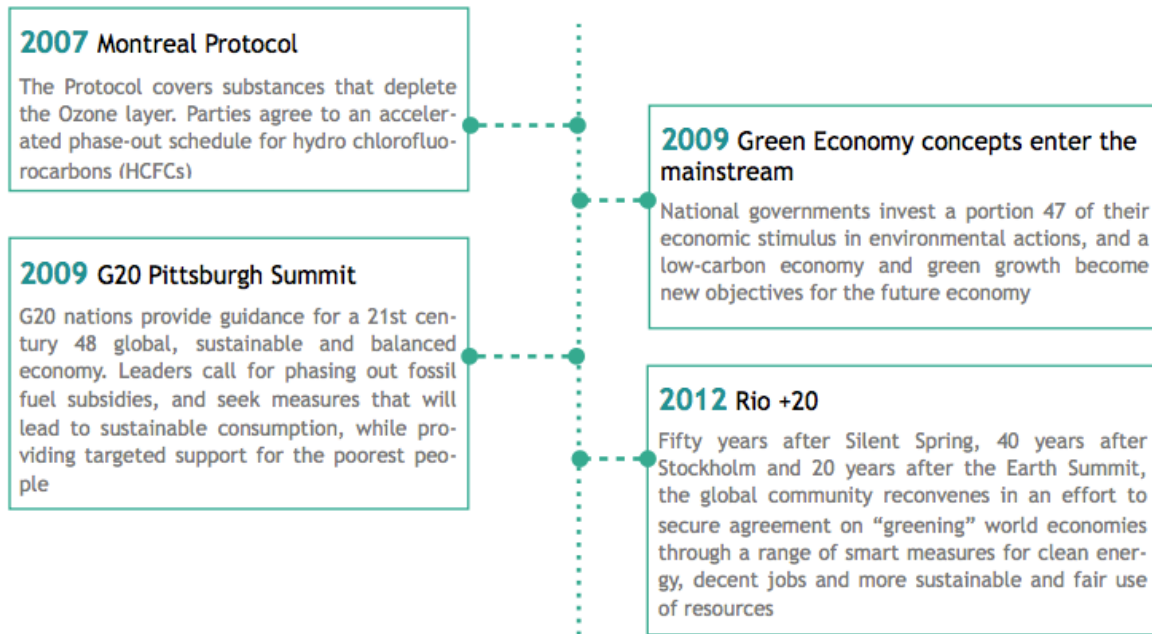 2007 Montreal Protocol
The Protocol covers substances that deplete
the Ozone layer. Parties agree to an acceler-
ated phase-out schedule for hydro chlorofluo-
rocarbons (HCFCs)
2009 Green Economy concepts enter the
mainstream
National governments invest a portion 47 of their
economic stimulus in environmental actions, and a
low-carbon economy and green growth become
new objectives for the future economy
2009 G20 Pittsburgh Summit
G20 nations provide guidance for a 21st cen-
tury 48 global, sustainable and balanced
economy. Leaders call for phasing out fossil
fuel subsidies, and seek measures that will
lead to sustainable consumption, while pro-
viding targeted support for the poorest peo-
ple
2012 Rio +20
Fifty years after Silent Spring, 40 years after
Stockholm and 20 years after the Earth Summit,
the global community reconvenes in an effort to
secure agreement on “greening” world economies
through a range of smart measures for clean ener-
gy, decent jobs and more sustainable and fair use
of resources